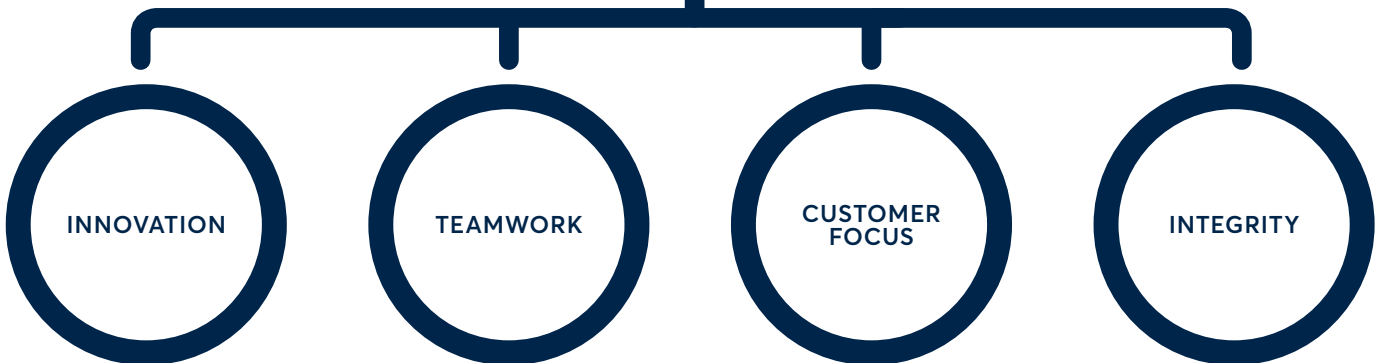 INNOVATION
TEAMWORK
CUSTOMER
FOCUS
INTEGRITY